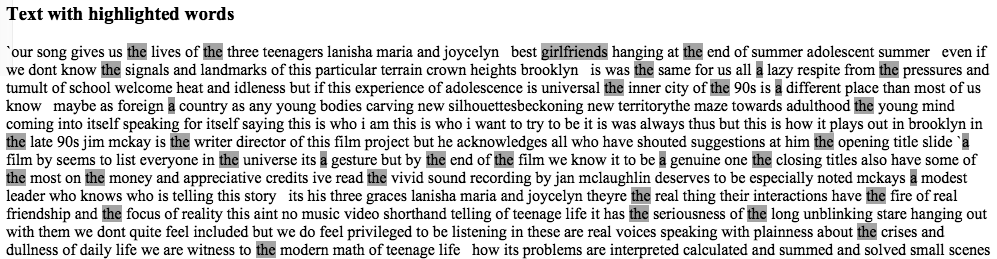 Text with highlighted words
`our song gives us the lives of the three teenagers lanisha maria and joycelyn best girlfriends hanging at the end of summer adolescent summer even if
we dont know the signals and landmarks of this particular terrain crown heights brooklyn is was the same for us all a lazy respite from the pressures and
tumult of school welcome heat and idleness but if this experience of adolescence is universal the inner city of the 90s is a different place than most of us
know maybe as foreign a country as any young bodies carving new silhouettesbeckoning new territorythe maze towards adulthood the young mind
coming into itself speaking for itself saying this is who i am this is who i want to try to be it is was always thus but this is how it plays out in brooklyn in
the late 90s jim mckay is the writer director of this film project but he acknowledges all who have shouted suggestions at him the opening title slide `a
film by seems to list everyone in the universe its a gesture but by the end of the film we know it to be a genuine one the closing titles also have some of
the most on the money and appreciative credits ive read the vivid sound recording by jan mclaughlin deserves to be especially noted mckays a modest
leader who knows who is telling this story its his three graces lanisha maria and joycelyn theyre the real thing their interactions have the fire of real
friendship and the focus of reality this aint no music video shorthand telling of teenage life it has the seriousness of the long unblinking stare hanging out
with them we dont quite feel included but we do feel privileged to be listening in these are real voices speaking with plainness about the crises and
dullness of daily life we are witness to the modern math of teenage life how its problems are interpreted calculated and summed and solved small scenes